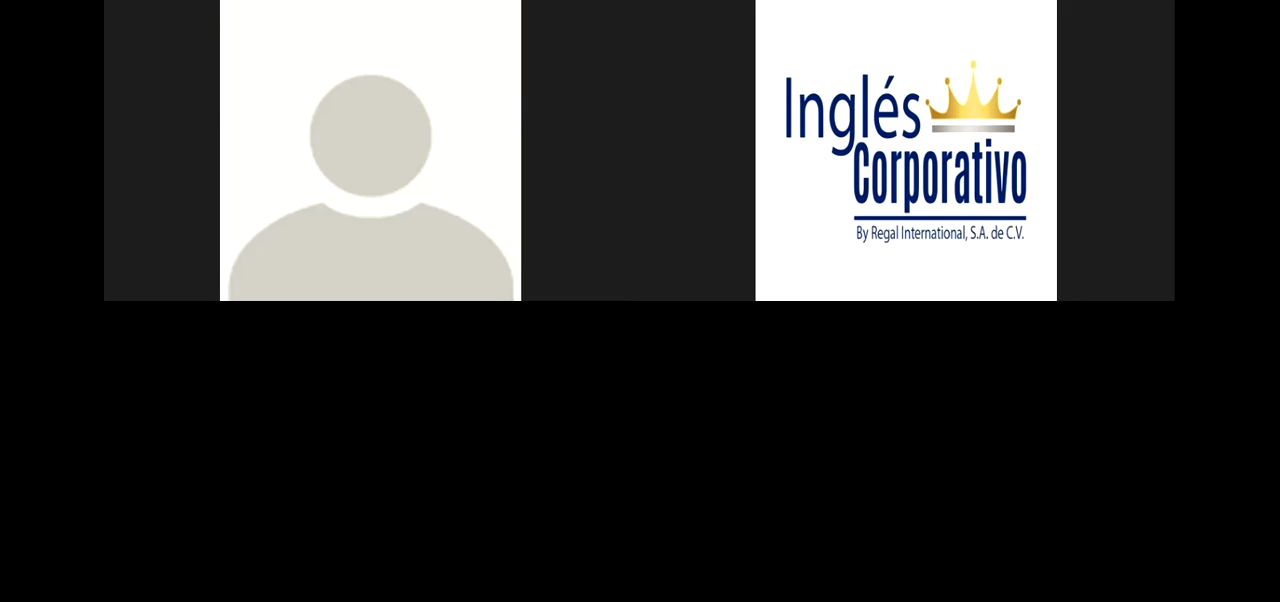 Inglés
Corporativo
By Regal International, S.A. de C.V.